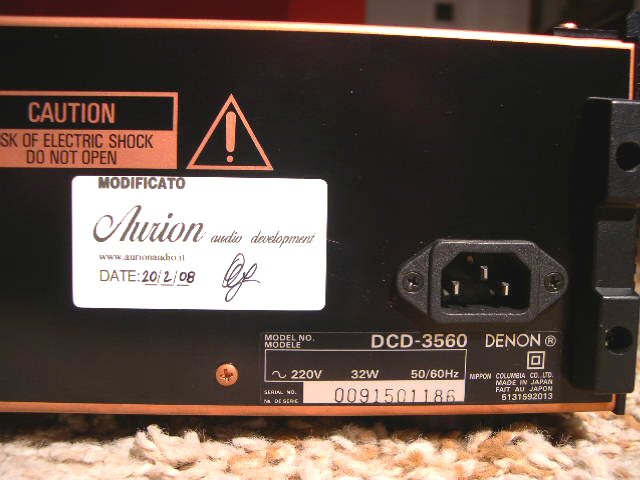 CAUTION
SK OF ELECTRIC SHOCK
DO NOT OPEN
!
MODIFICATO
Aurion audio development
www.aurionaudio.it
DATE: 20/2/08
MODEL NO.
MODELE
DCD-3560
DENON ®
~ 220V 32W 50/60Hz
NIPPON COLUMBIA CO., LTD.
MADE IN JAPAN
FAIT AU JAPON
5131592013
SERIAL NO.
No. DE SERIE
0091501186